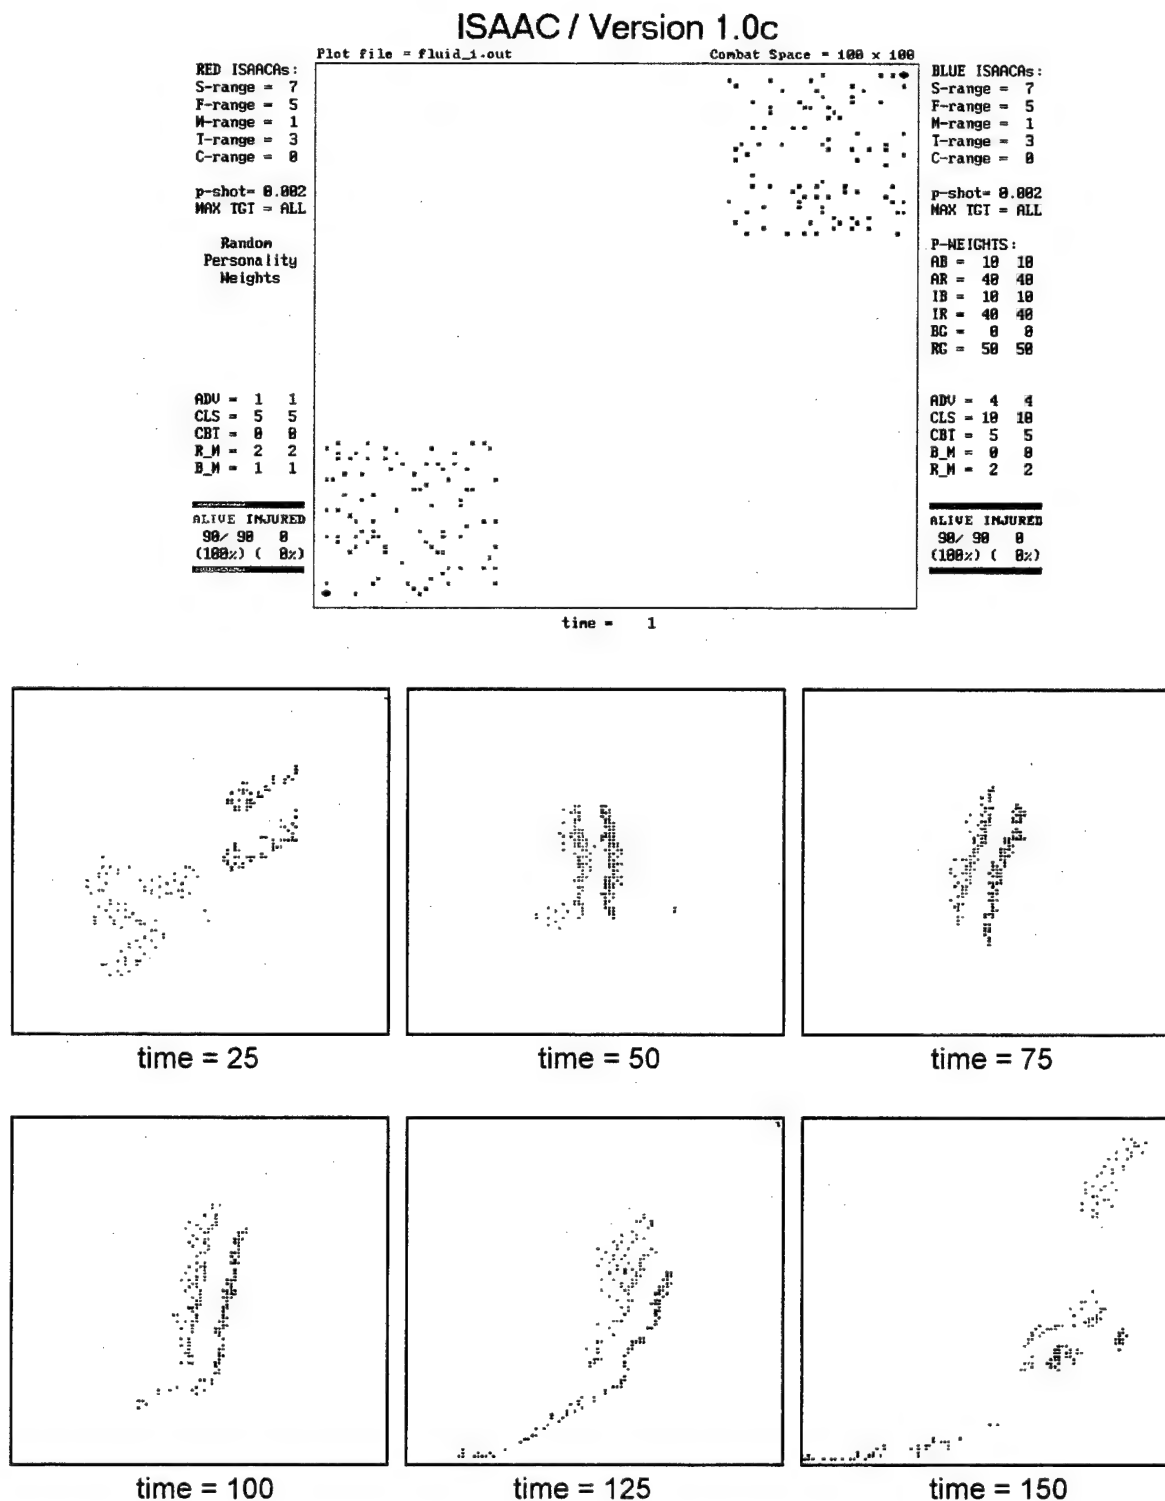 ISAAC / Version 1.0c
Plot file = fluid_i.out Combat Space = 100 x 100
RED ISAACAs:
S-range = 7
F-range = 5
M-range = 1
T-range = 3
C-range = 0
p-shot= 0.002
MAX TGT = ALL
Random
Personality
Weights
ADV = 1 1
CLS = 5 5
CBT = 0 0
R_M = 2 2
B_M = 1 1
ALIVE INJURED
90/ 90 0
(100%) ( 0%)
BLUE ISAACAs:
S-range = 7
F-range = 5
M-range = 1
T-range = 3
C-range = 0
p-shot= 0.002
MAX TGT = ALL
P-WEIGHTS:
AB = 10 10
AR = 40 40
IB = 10 10
IR = 40 40
BG = 0 0
RG = 50 50
ADV = 4 4
CLS = 10 10
CBT = 5 5
B_M = 0 0
R_M = 2 2
ALIVE INJURED
90/ 90 0
(100%) ( 0%)
time = 1
time = 25
time = 50
time = 75
time = 100
time = 125
time = 150